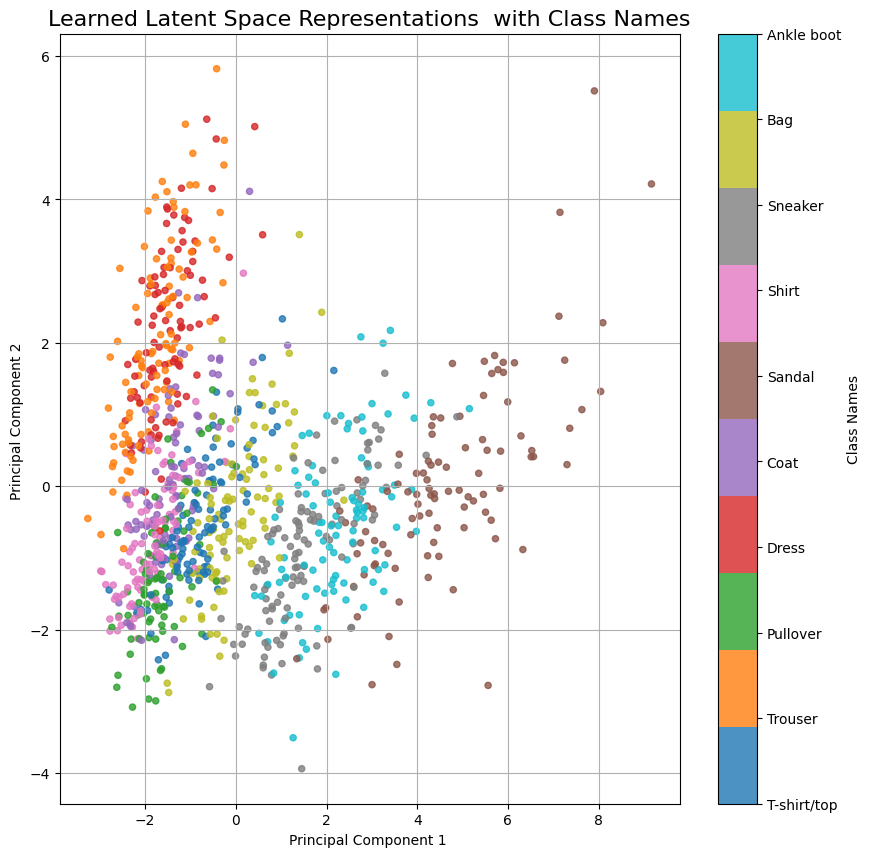 Learned Latent Space Representations  with Class Names
6
4
2
0
−2
−4
Principal Component 2
−2
0
2
4
6
8
Principal Component 1
Ankle boot
Bag
Sneaker
Shirt
Sandal
Coat
Dress
Pullover
Trouser
T-shirt/top
Class Names